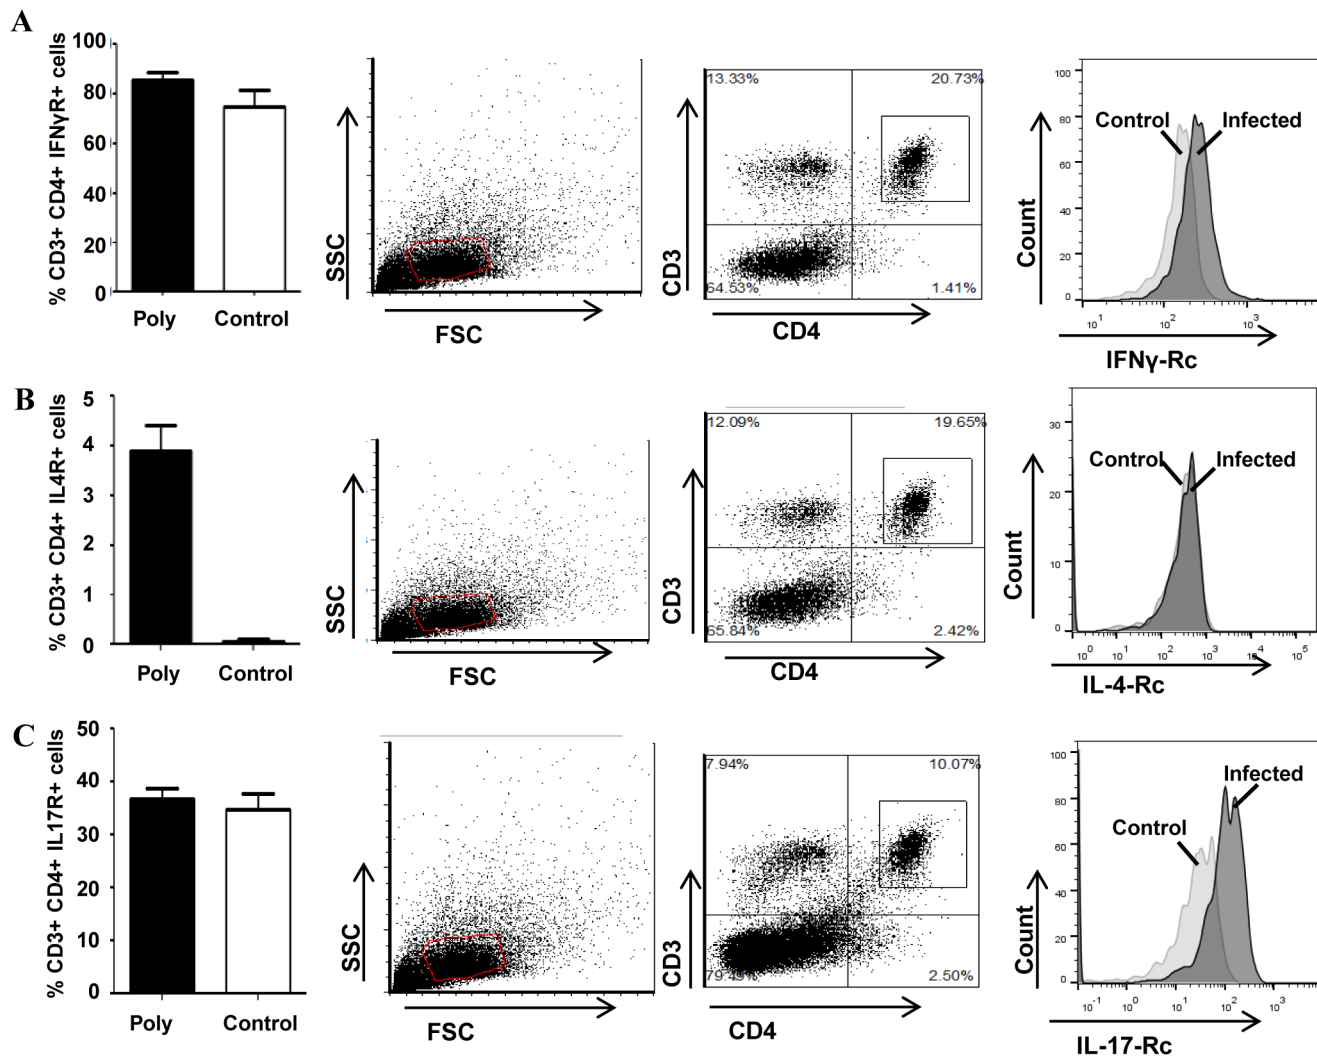 A
% CD3+ CD4+ IFNγR+ cells
100
80
60
40
20
0
Poly Control
SSC
FSC
13.33% 20.73%
64.53% 1.41%
CD3
CD4
100
80
60
40
20
0
Control Infected
Count
10^1 10^2 10^3
IFNγ-Rc
B
% CD3+ CD4+ IL4R+ cells
5
4
3
2
1
0
Poly Control
SSC
FSC
12.09% 19.65%
65.84% 2.42%
CD3
CD4
30
20
10
0
Control Infected
Count
10^0 10^1 10^2 10^3 10^4 10^5
IL-4-Rc
C
% CD3+ CD4+ IL17R+ cells
50
40
30
20
10
0
Poly Control
SSC
FSC
7.94% 10.07%
79.49% 2.50%
CD3
CD4
100
80
60
40
20
0
Infected
Control
Count
10^-1 10^0 10^1 10^2 10^3
IL-17-Rc